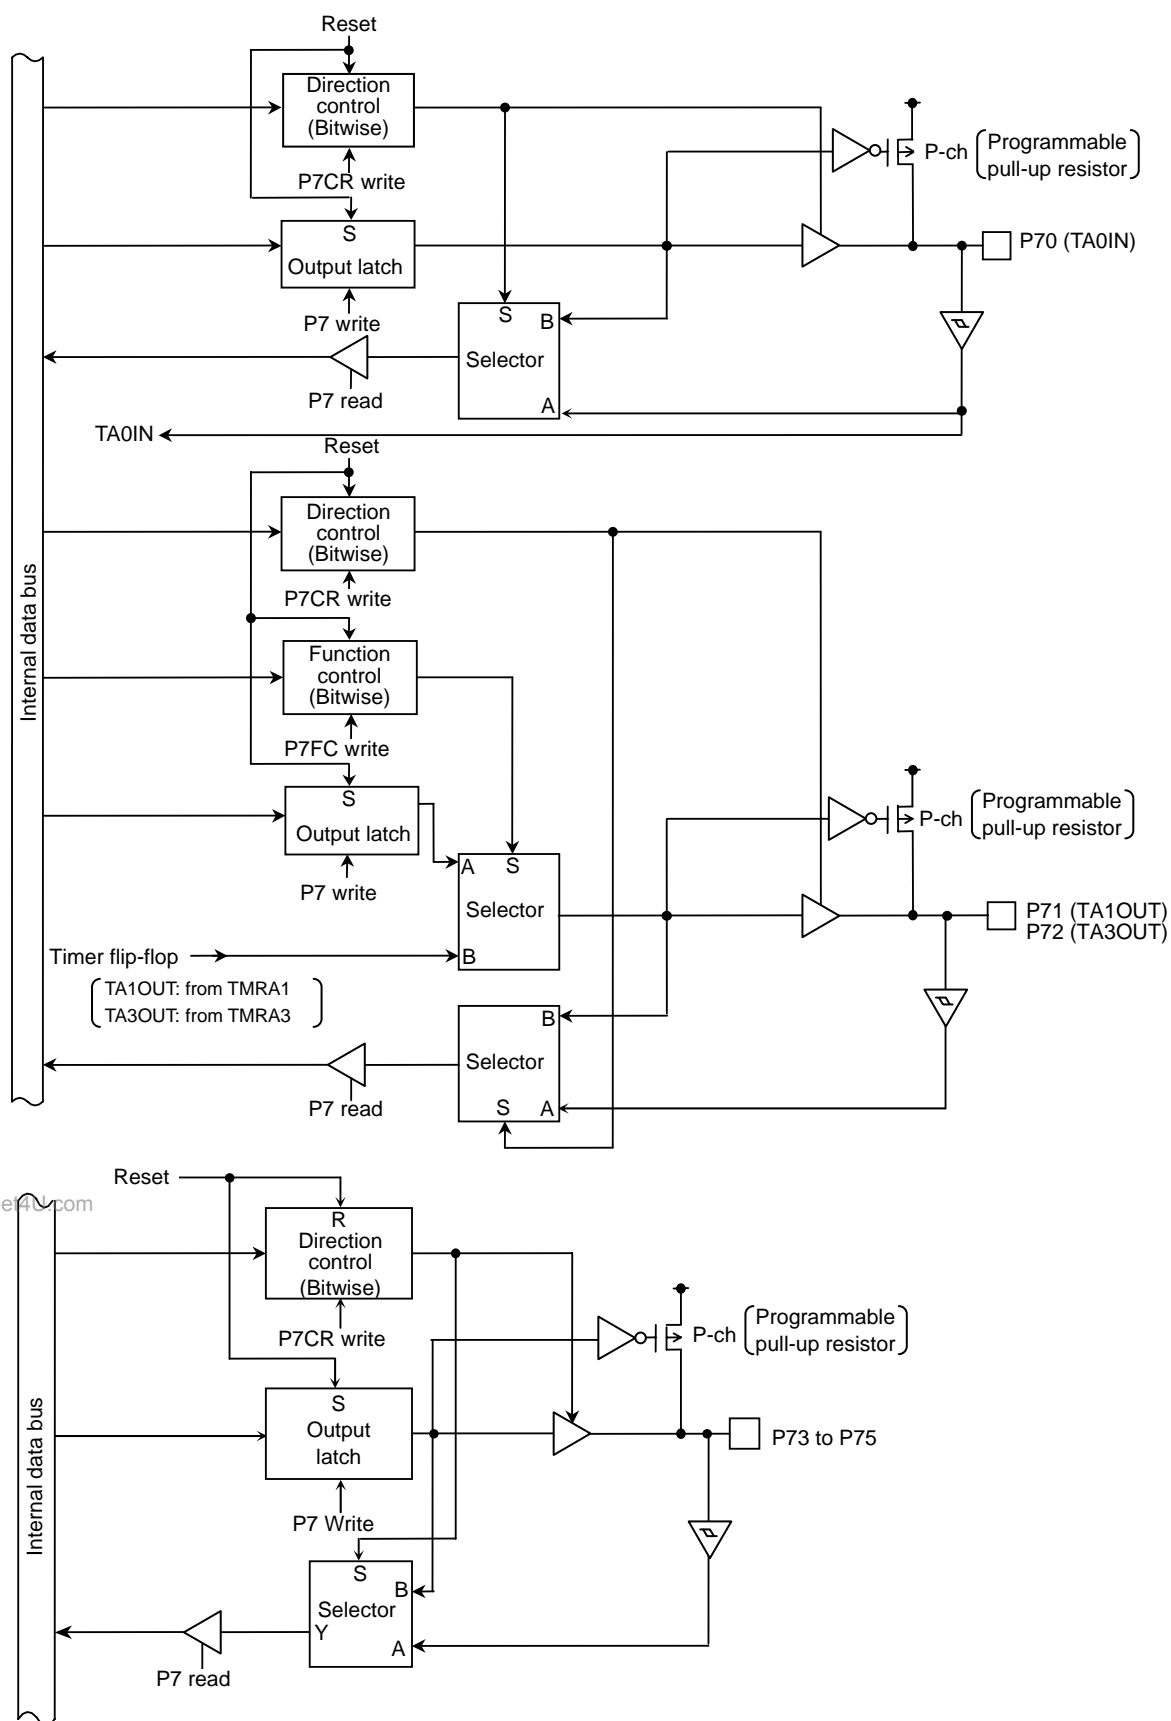 Reset
Direction
control
(Bitwise)
P-ch
Programmable
pull-up resistor
P7CR write
S
Output latch
P70 (TA0IN)
P7 write
S
B
Selector
A
P7 read
TA0IN
Reset
Direction
control
(Bitwise)
P7CR write
Internal data bus
Function
control
(Bitwise)
P7FC write
S
Output latch
P-ch
Programmable
pull-up resistor
P7 write
A
S
Selector
B
P71 (TA1OUT)
P72 (TA3OUT)
Timer flip-flop
TA1OUT: from TMRA1
TA3OUT: from TMRA3
B
Selector
S
A
P7 read
Reset
et4U.com
R
Direction
control
(Bitwise)
P7CR write
P-ch
Programmable
pull-up resistor
Internal data bus
S
Output
latch
P73 to P75
P7 Write
S
B
Selector
Y
A
P7 read